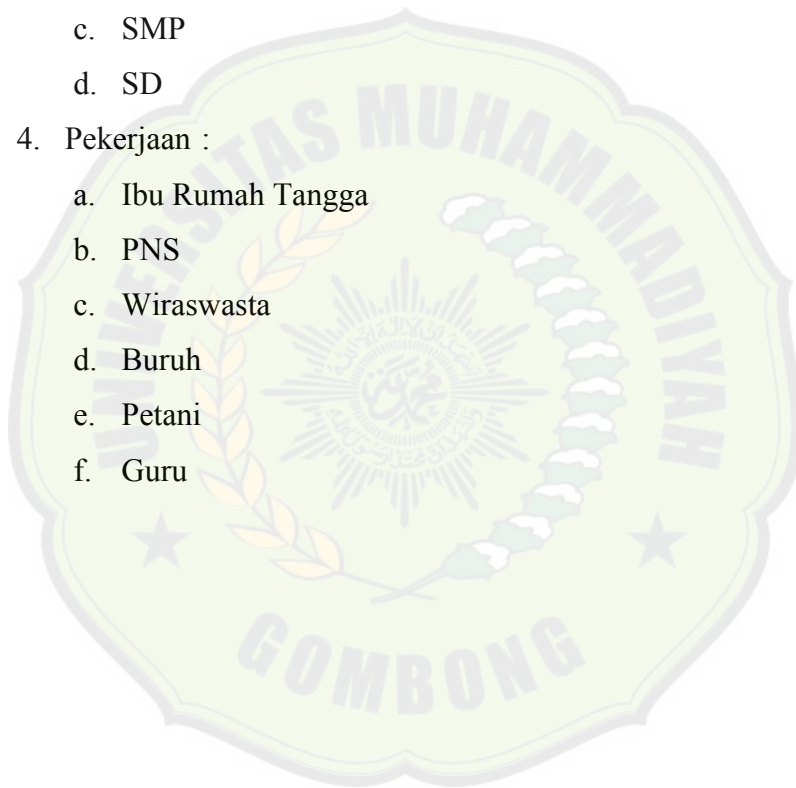 c. SMP
d. SD
4. Pekerjaan :
a. Ibu Rumah Tangga
b. PNS
c. Wiraswasta
d. Buruh
e. Petani
f. Guru
UNIVERSITAS MUHAMMADIYAH
GOMBONG